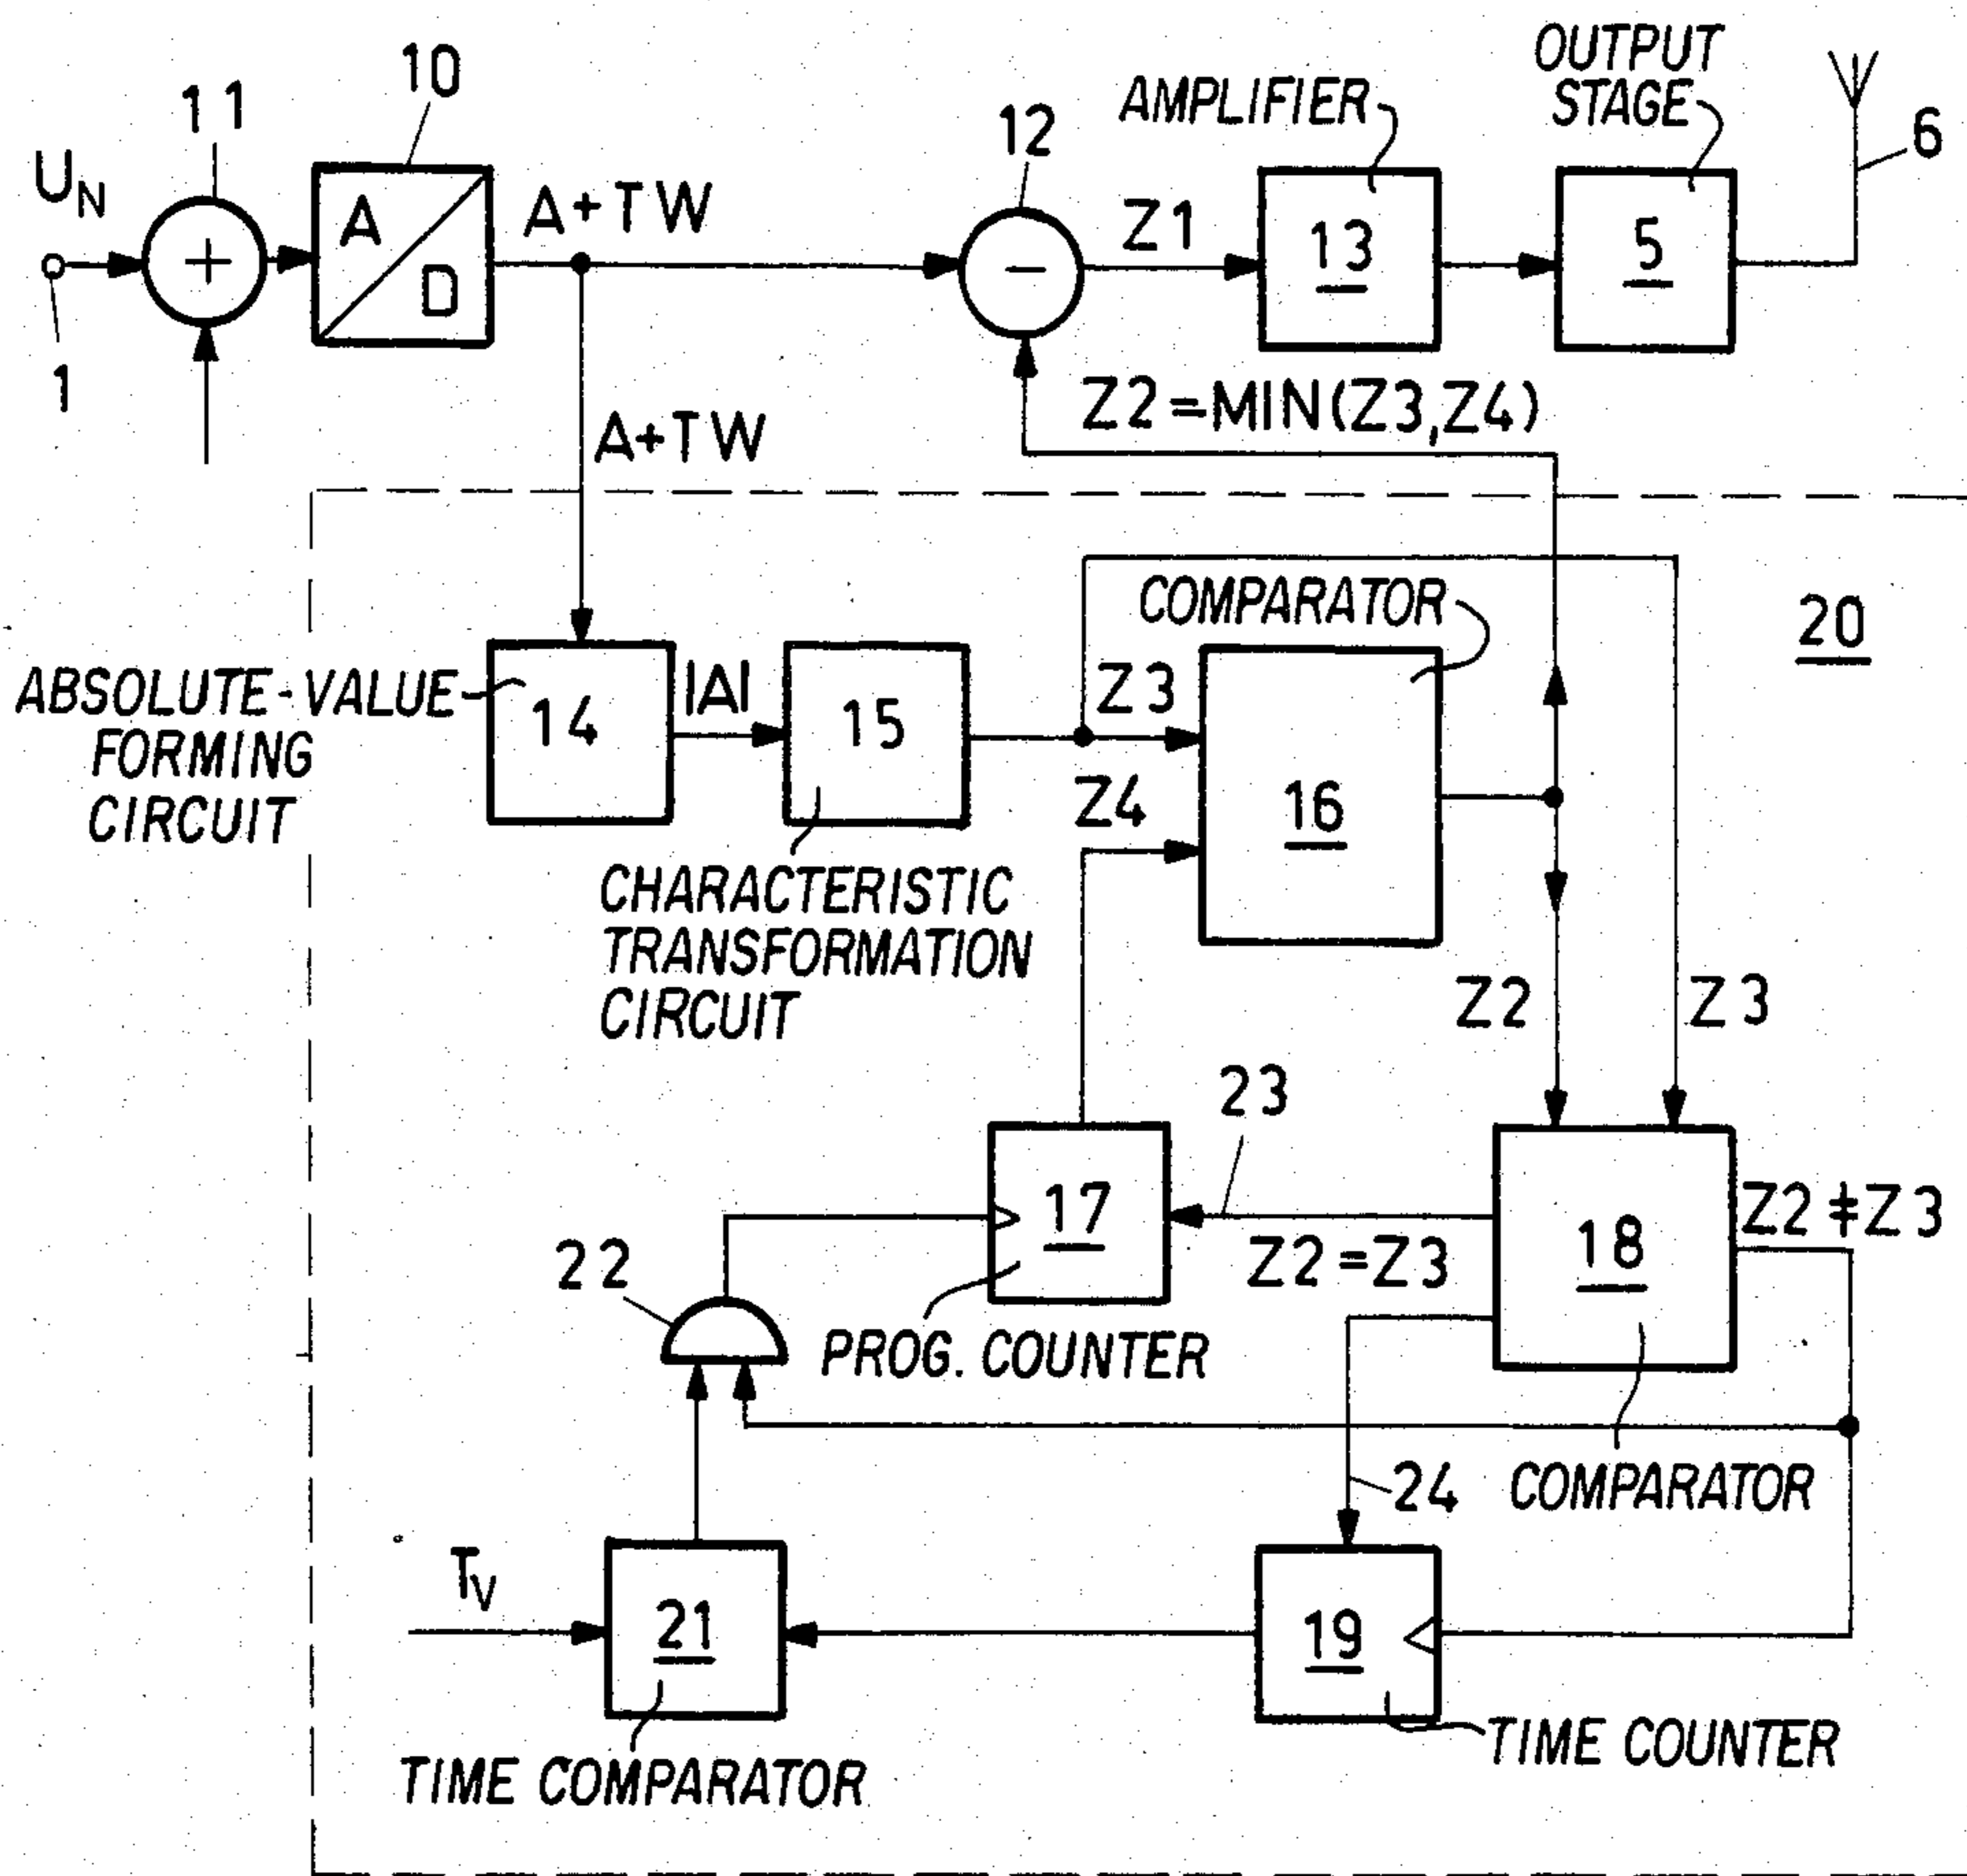 11
10
U_N
A
D
A+TW
12
AMPLIFIER
OUTPUT
STAGE
6
+
−
Z1
13
5
1
A+TW
Z2=MIN(Z3,Z4)
20
COMPARATOR
ABSOLUTE-VALUE
FORMING
CIRCUIT
14
|A|
15
Z3
Z4
16
CHARACTERISTIC
TRANSFORMATION
CIRCUIT
Z2
Z3
23
17
Z2=Z3
18
Z2≠Z3
22
PROG. COUNTER
24
COMPARATOR
T_V
21
19
TIME COMPARATOR
TIME COUNTER